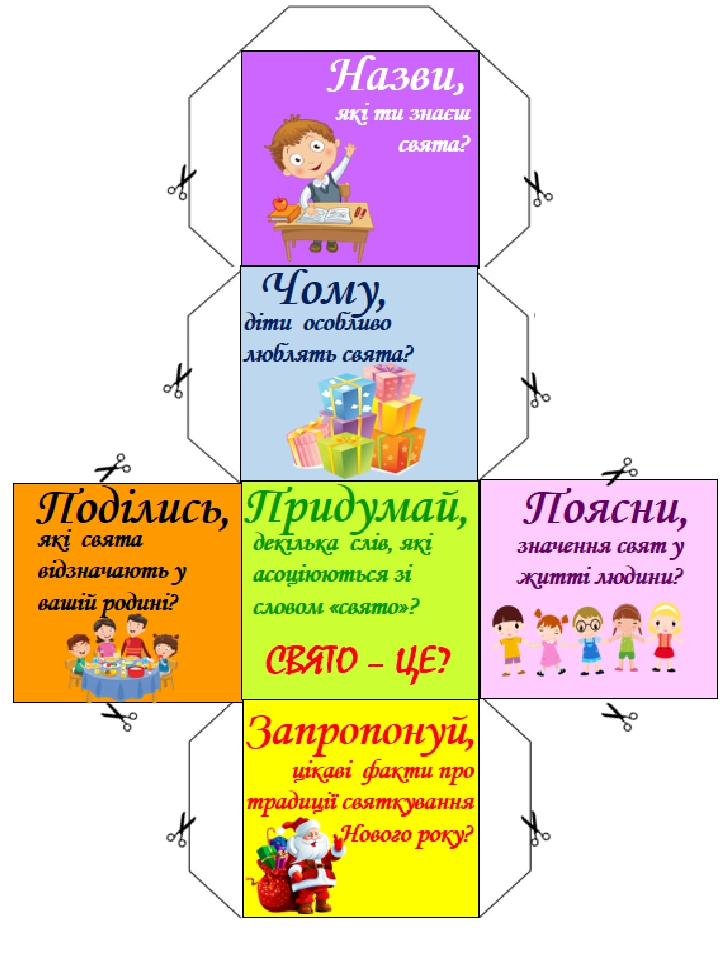 Назви,
які ти знаєш
свята?
Чому,
діти особливо
люблять свята?
Поділись,
які свята
відзначають у
вашій родині?
Придумай,
декілька слів, які
асоціюються зі
словом «свято»?
СВЯТО – ЦЕ?
Поясни,
значення свят у
житті людини?
Запропонуй,
цікаві факти про
традиції святкування
Нового року?